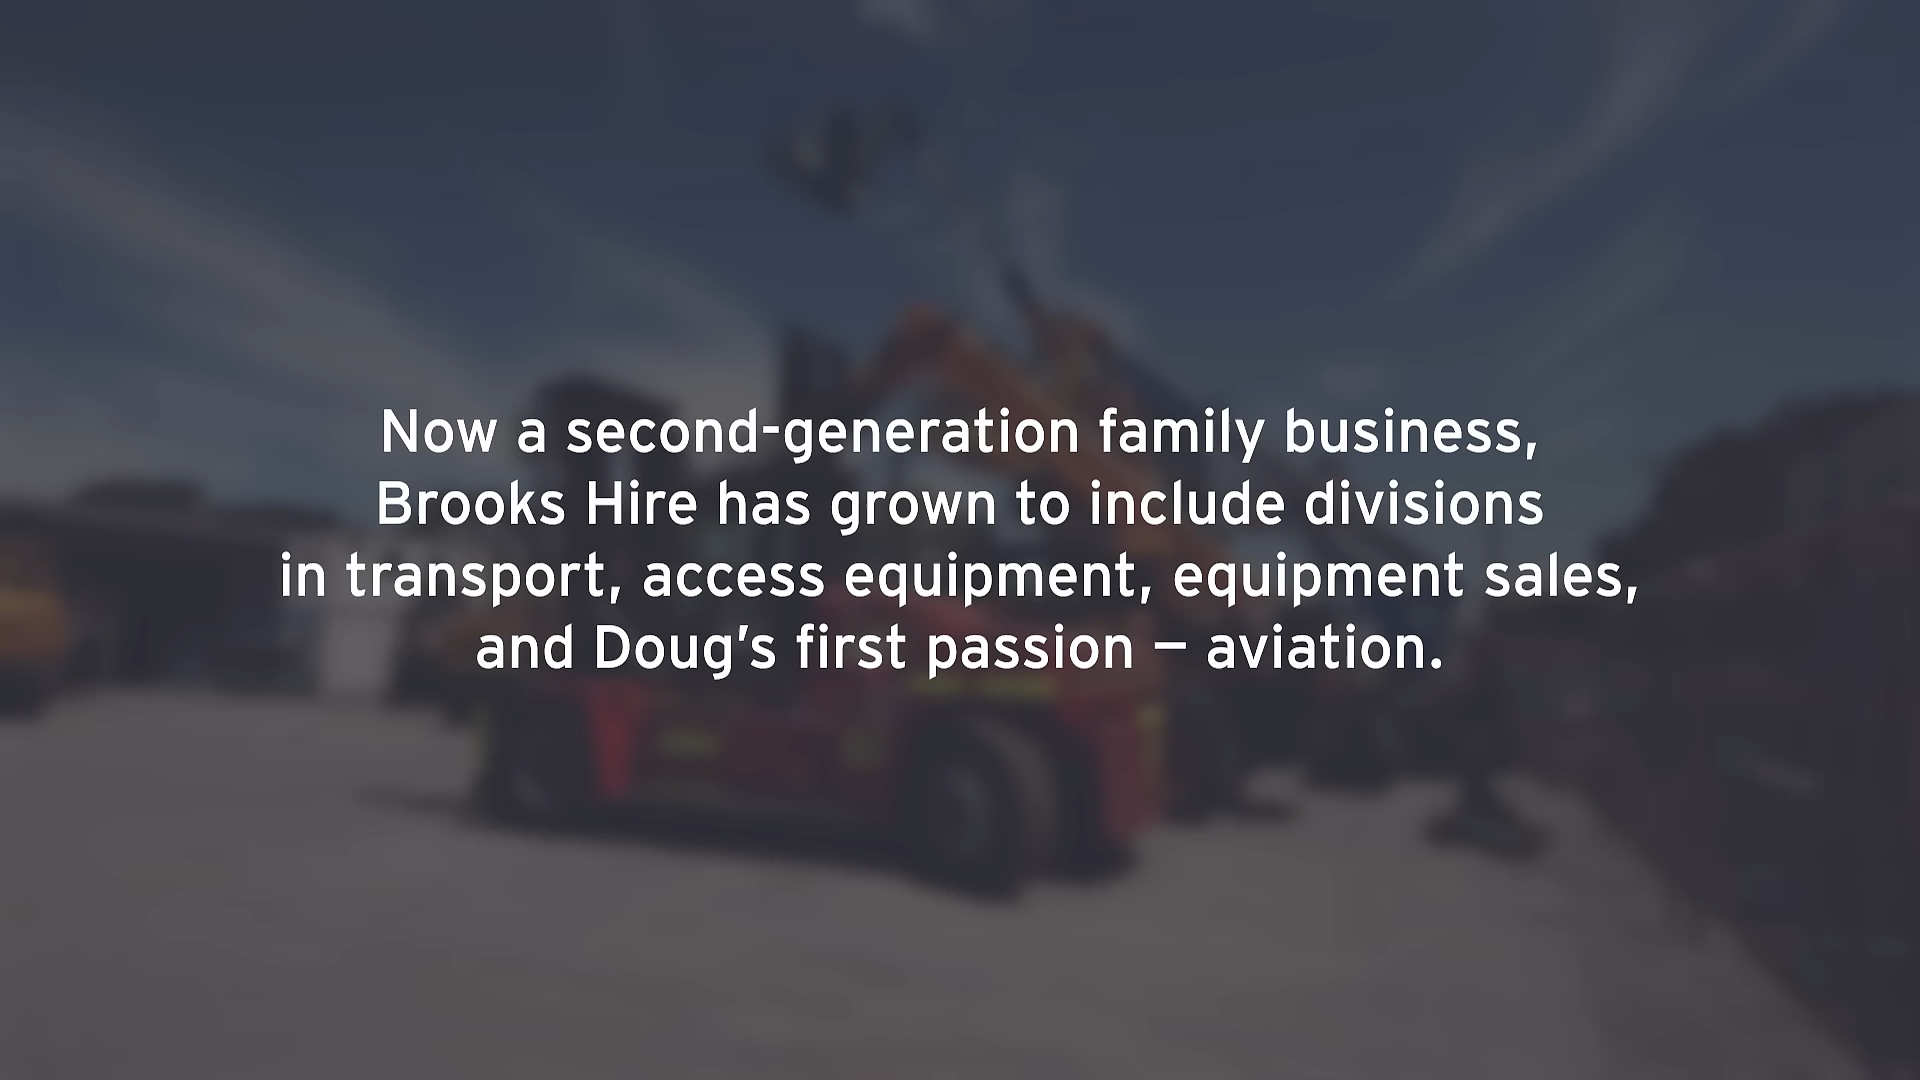 Now a second-generation family business,
Brooks Hire has grown to include divisions
in transport, access equipment, equipment sales,
and Doug’s first passion – aviation.